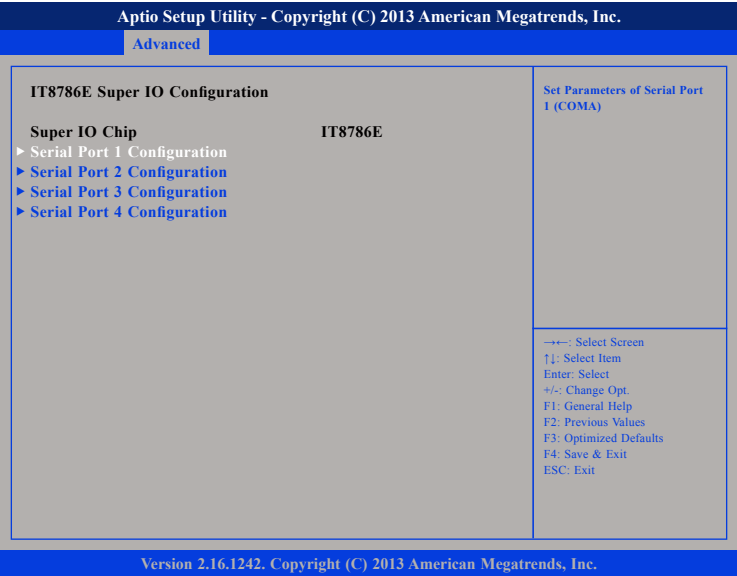 Aptio Setup Utility - Copyright (C) 2013 American Megatrends, Inc.
Advanced
IT8786E Super IO Configuration
Super IO Chip IT8786E
▶ Serial Port 1 Configuration
▶ Serial Port 2 Configuration
▶ Serial Port 3 Configuration
▶ Serial Port 4 Configuration
Set Parameters of Serial Port
1 (COMA)
→←: Select Screen
↑↓: Select Item
Enter: Select
+/-: Change Opt.
F1: General Help
F2: Previous Values
F3: Optimized Defaults
F4: Save & Exit
ESC: Exit
Version 2.16.1242. Copyright (C) 2013 American Megatrends, Inc.